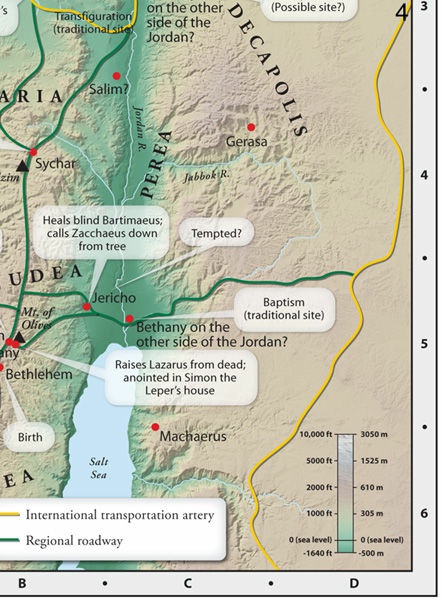 's
Transfiguration
(traditional site)
on the other
side of the
Jordan?
(Possible site?)
4
3
DECAPOLIS
Salim?
ARIA
Jordan R.
Gerasa
PEREA
Sychar
zim
Jabbok R.
4
Heals blind Bartimaeus;
calls Zacchaeus down
from tree
Tempted?
UDEA
Jericho
Mt. of
Olives
Baptism
(traditional site)
Bethany on the
other side of the Jordan?
any
5
Raises Lazarus from dead;
anointed in Simon the
Leper's house
Bethlehem
Birth
Machaerus
Salt
Sea
EA
10,000 ft 3050 m
5000 ft 1525 m
2000 ft 610 m
1000 ft 305 m
0 (sea level) 0 (sea level)
-1640 ft -500 m
6
International transportation artery
Regional roadway
B • C • D